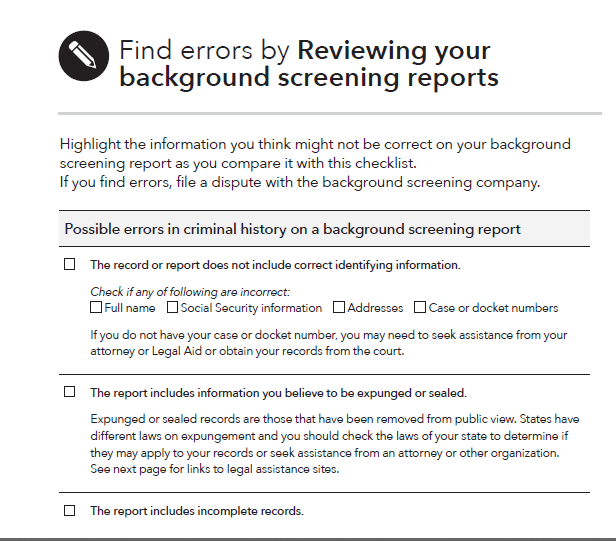 Find errors by Reviewing your
background screening reports
Highlight the information you think might not be correct on your background
screening report as you compare it with this checklist.
If you find errors, file a dispute with the background screening company.
Possible errors in criminal history on a background screening report
The record or report does not include correct identifying information.
Check if any of following are incorrect:
Full name Social Security information Addresses Case or docket numbers
If you do not have your case or docket number, you may need to seek assistance from your
attorney or Legal Aid or obtain your records from the court.
The report includes information you believe to be expunged or sealed.
Expunged or sealed records are those that have been removed from public view. States have
different laws on expungement and you should check the laws of your state to determine if
they may apply to your records or seek assistance from an attorney or other organization.
See next page for links to legal assistance sites.
The report includes incomplete records.